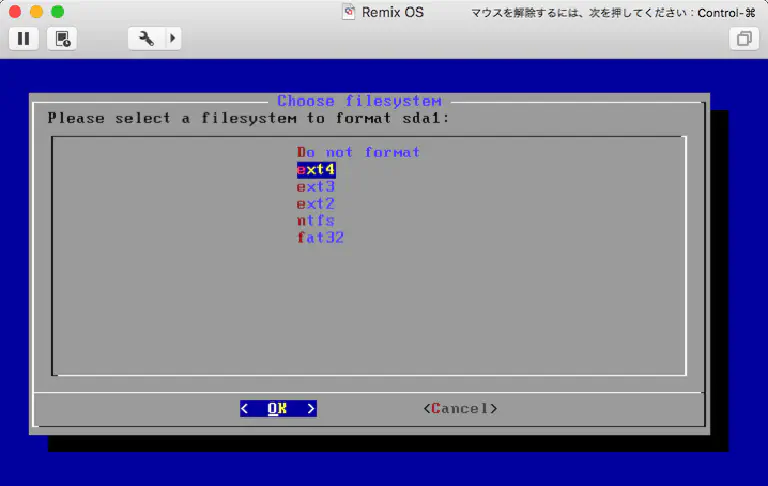 Remix OS
マウスを解除するには、次を押してください：Control-⌘
Choose filesystem
Please select a filesystem to format sda1:
Do not format
ext4
ext3
ext2
ntfs
fat32
< OK > <Cancel>